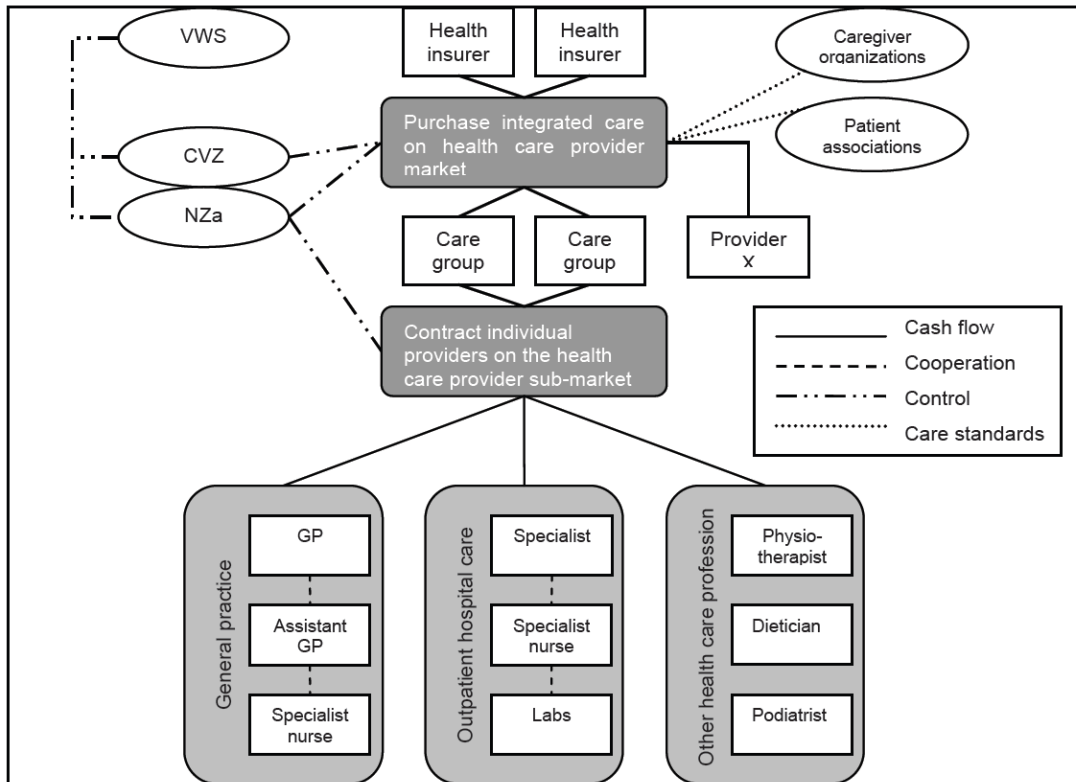 VWS
Health
insurer
Health
insurer
Caregiver
organizations
Purchase integrated care
on health care provider
market
Patient
associations
CVZ
NZa
Care
group
Care
group
Provider
x
Contract individual
providers on the health
care provider sub-market
Cash flow
Cooperation
Control
Care standards
General practice
GP
Assistant
GP
Specialist
nurse
Outpatient hospital care
Specialist
Specialist
nurse
Labs
Other health care profession
Physio-
therapist
Dietician
Podiatrist